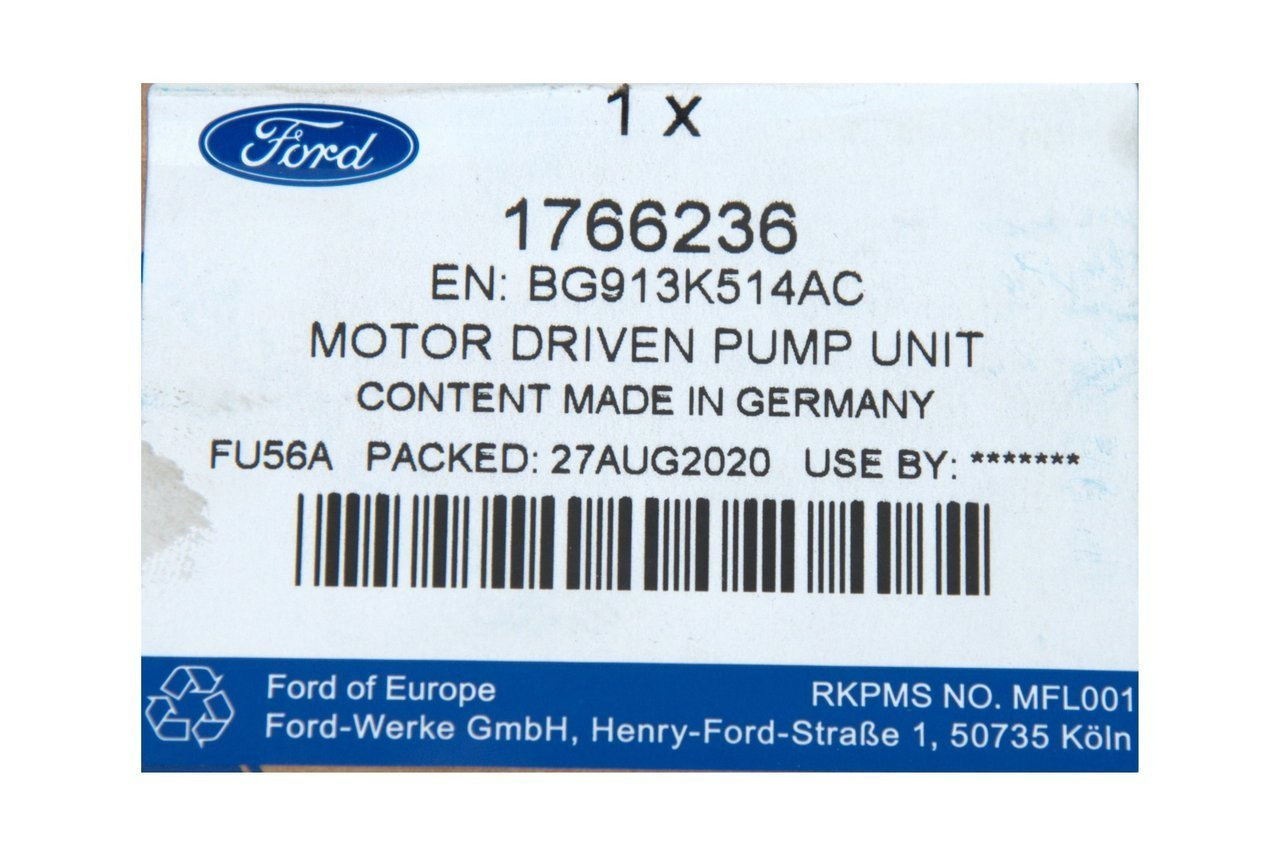 Ford
1 x
1766236
EN: BG913K514AC
MOTOR DRIVEN PUMP UNIT
CONTENT MADE IN GERMANY
FU56A PACKED: 27AUG2020 USE BY: *******
Ford of Europe
RKPMS NO. MFL001
Ford-Werke GmbH, Henry-Ford-Straße 1, 50735 Köln